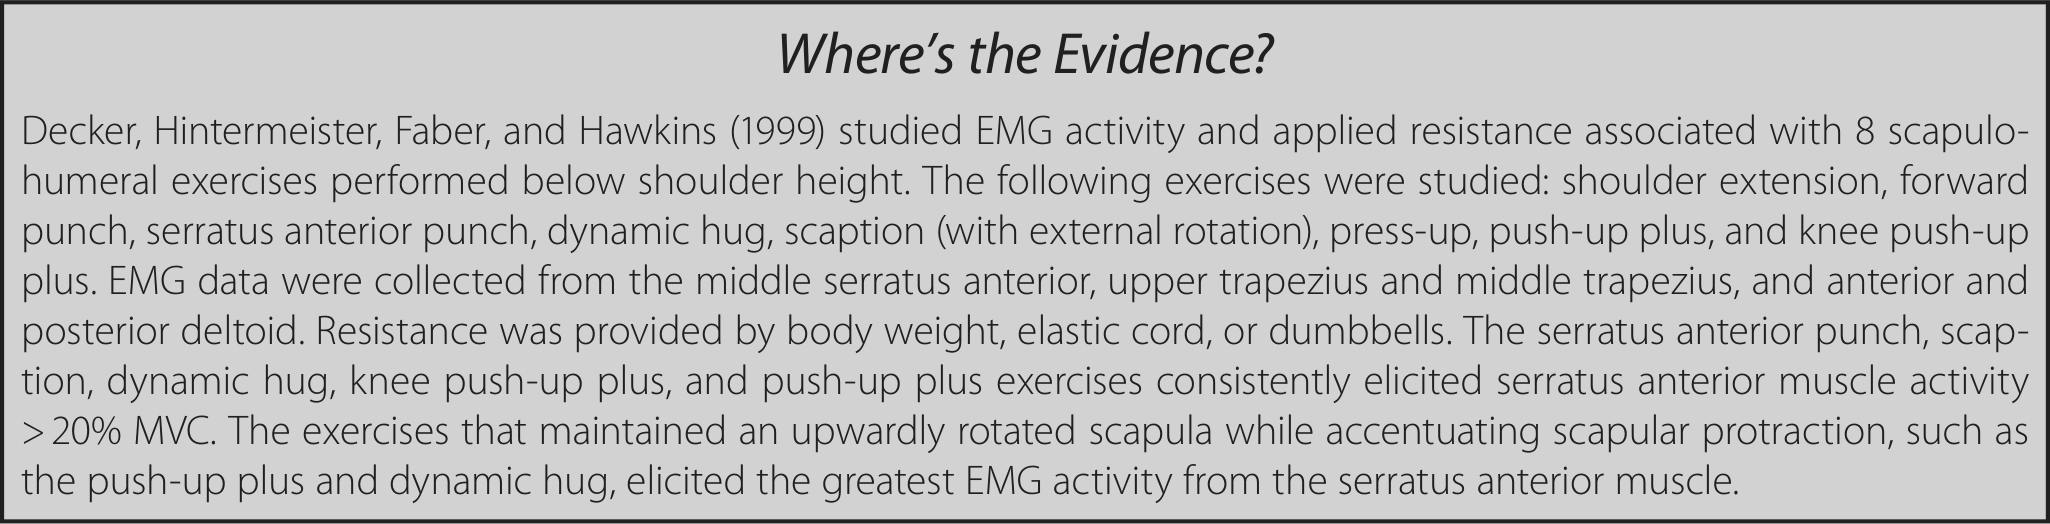 Where’s the Evidence?
Decker, Hintermeister, Faber, and Hawkins (1999) studied EMG activity and applied resistance associated with 8 scapulo-
humeral exercises performed below shoulder height. The following exercises were studied: shoulder extension, forward
punch, serratus anterior punch, dynamic hug, scaption (with external rotation), press-up, push-up plus, and knee push-up
plus. EMG data were collected from the middle serratus anterior, upper trapezius and middle trapezius, and anterior and
posterior deltoid. Resistance was provided by body weight, elastic cord, or dumbbells. The serratus anterior punch, scap-
tion, dynamic hug, knee push-up plus, and push-up plus exercises consistently elicited serratus anterior muscle activity
> 20% MVC. The exercises that maintained an upwardly rotated scapula while accentuating scapular protraction, such as
the push-up plus and dynamic hug, elicited the greatest EMG activity from the serratus anterior muscle.